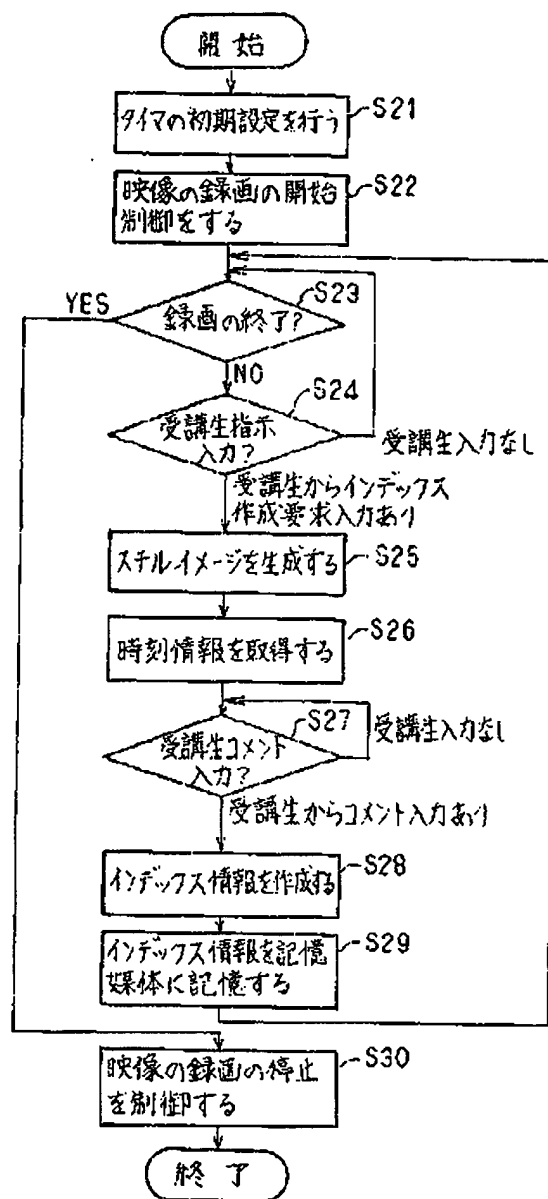 開始
タイマの初期設定を行う
S21
映像の録画の開始
制御をする
S22
録画の終了?
S23
YES
NO
受講生指示
入力?
S24
受講生入力なし
受講生からインデックス
作成要求入力あり
スチルイメージを生成する
S25
時刻情報を取得する
S26
受講生コメント
入力?
S27
受講生入力なし
受講生からコメント入力あり
インデックス情報を作成する
S28
インデックス情報を記憶
媒体に記憶する
S29
映像の録画の停止
を制御する
S30
終了